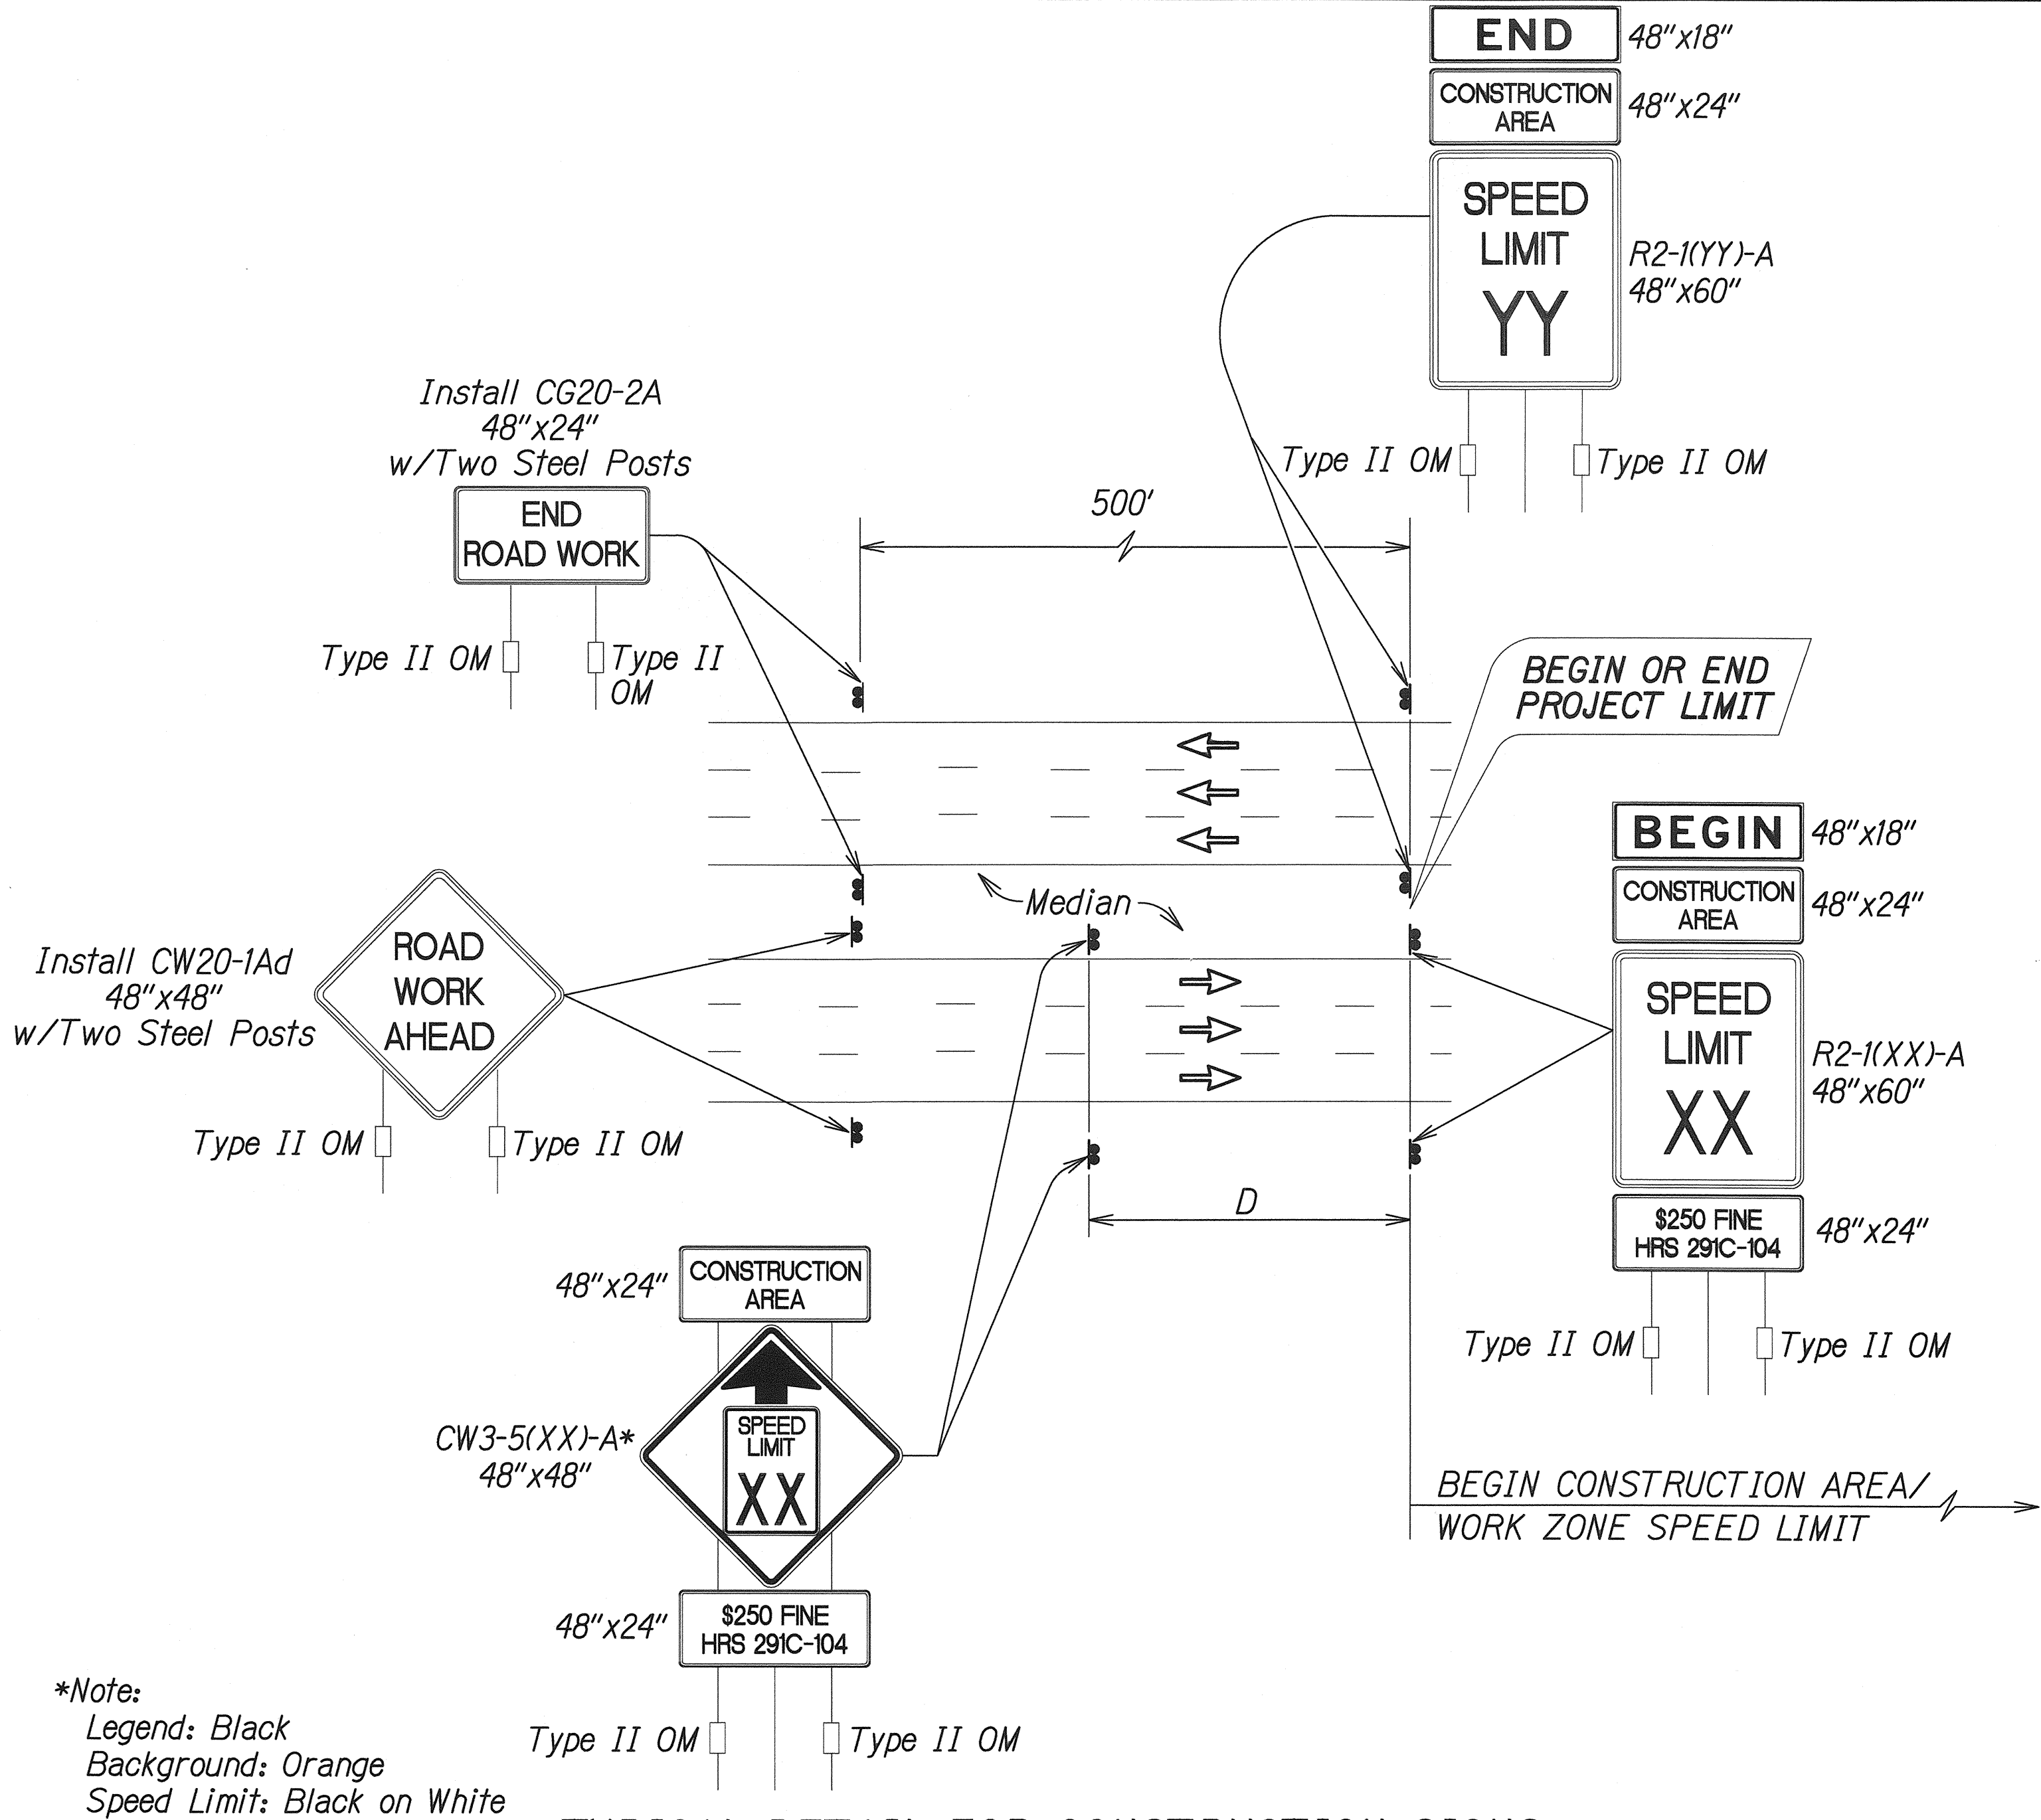 END
48"x18"
CONSTRUCTION
AREA
48"x24"
SPEED
LIMIT
YY
R2-1(YY)-A
48"x60"
Type II OM
Type II OM
Install CG20-2A
48"x24"
w/Two Steel Posts
END
ROAD WORK
Type II OM
Type II
OM
500'
BEGIN OR END
PROJECT LIMIT
Median
BEGIN
48"x18"
CONSTRUCTION
AREA
48"x24"
SPEED
LIMIT
XX
R2-1(XX)-A
48"x60"
$250 FINE
HRS 291C-104
48"x24"
Type II OM
Type II OM
Install CW20-1Ad
48"x48"
w/Two Steel Posts
ROAD
WORK
AHEAD
Type II OM
Type II OM
D
48"x24"
CONSTRUCTION
AREA
CW3-5(XX)-A*
48"x48"
SPEED
LIMIT
XX
48"x24"
$250 FINE
HRS 291C-104
Type II OM
Type II OM
BEGIN CONSTRUCTION AREA/
WORK ZONE SPEED LIMIT
*Note:
Legend: Black
Background: Orange
Speed Limit: Black on White